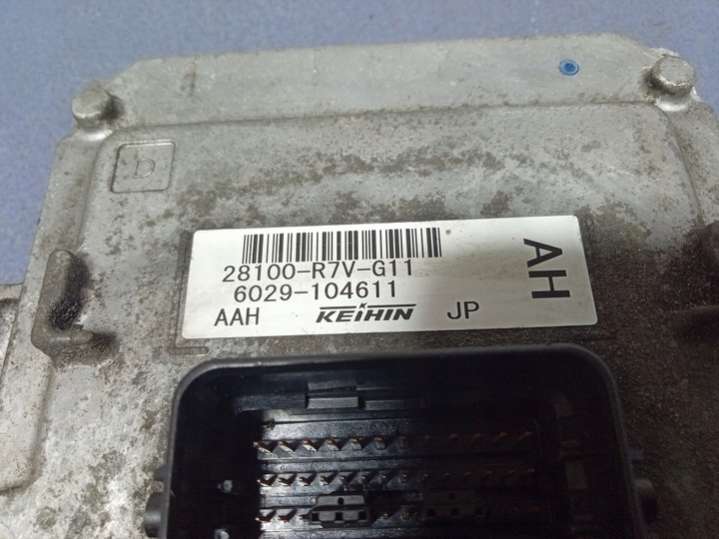 b
28100-R7V-G11
AH
6029-104611
AAH KEIHIN JP